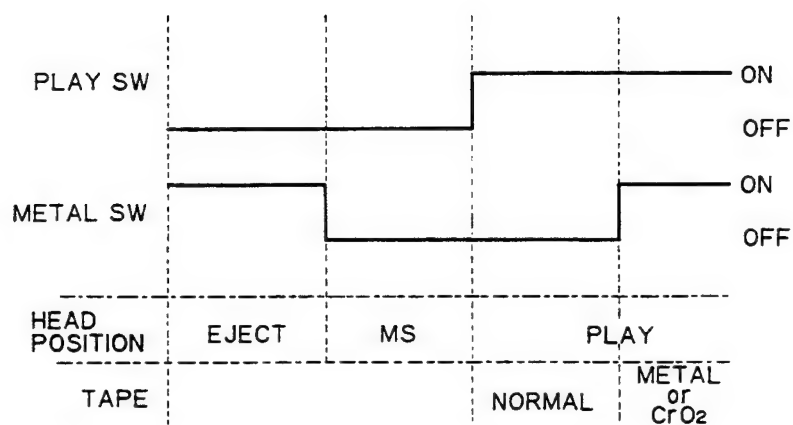 PLAY SW
ON
OFF
METAL SW
ON
OFF
HEAD
POSITION
EJECT
MS
PLAY
TAPE
NORMAL
METAL
or
CrO2